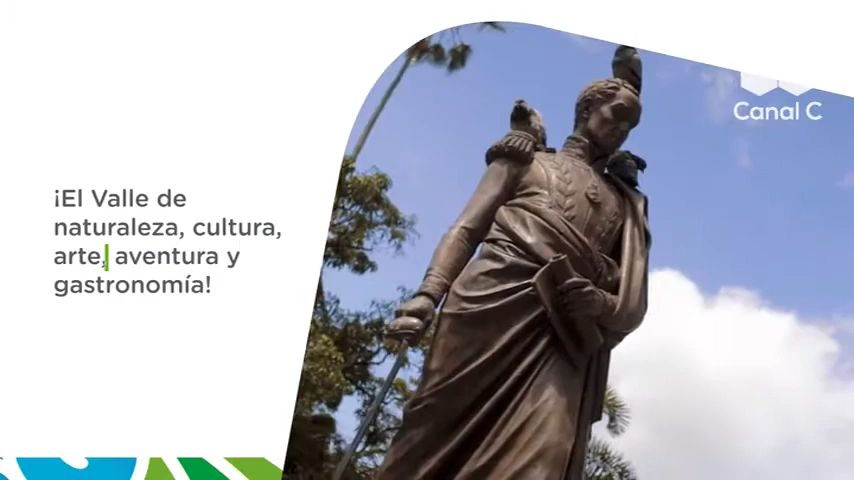 Canal C
¡El Valle de
naturaleza, cultura,
arte, aventura y
gastronomía!